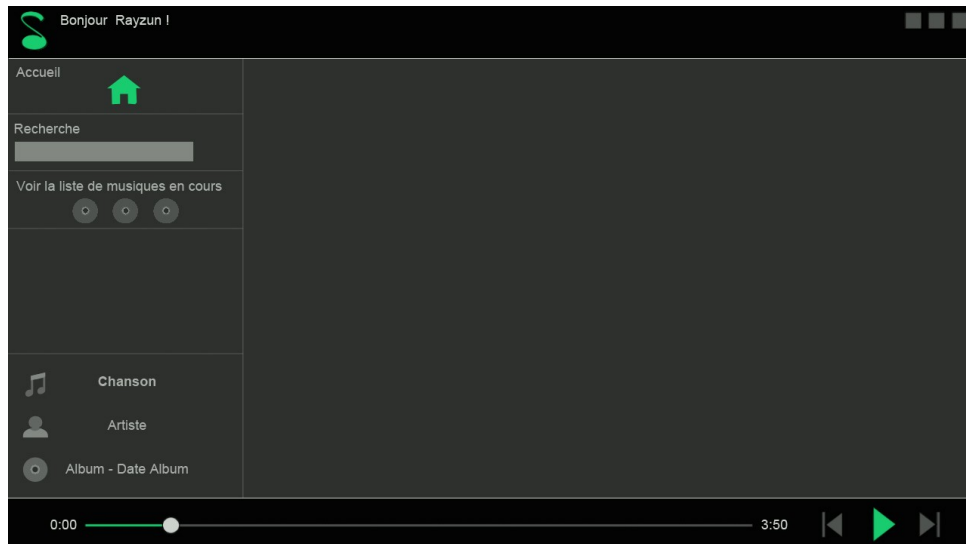 Bonjour Rayzun !
Accueil
Recherche
Voir la liste de musiques en cours
Chanson
Artiste
Album - Date Album
0:00
3:50